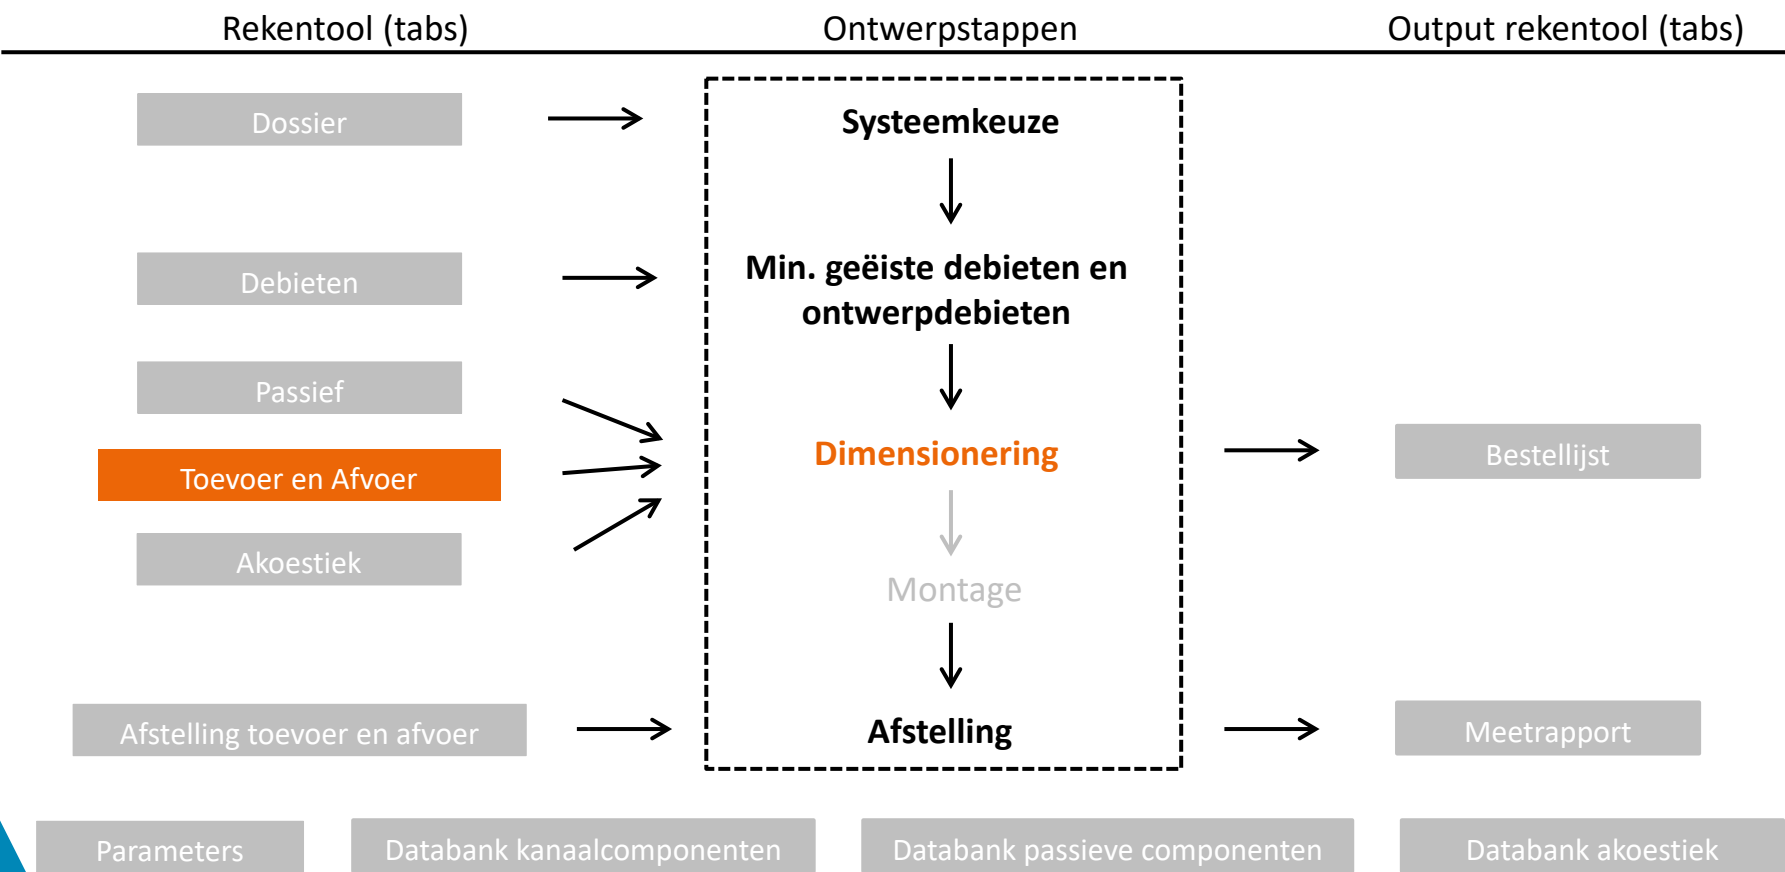 Rekentool (tabs)
Ontwerpstappen
Output rekentool (tabs)
Dossier
Systeemkeuze
Debieten
Min. geëiste debieten en
ontwerpdebieten
Passief
Toevoer en Afvoer
Dimensionering
Bestellijst
Akoestiek
Montage
Afstelling toevoer en afvoer
Afstelling
Meetrapport
Parameters
Databank kanaalcomponenten
Databank passieve componenten
Databank akoestiek